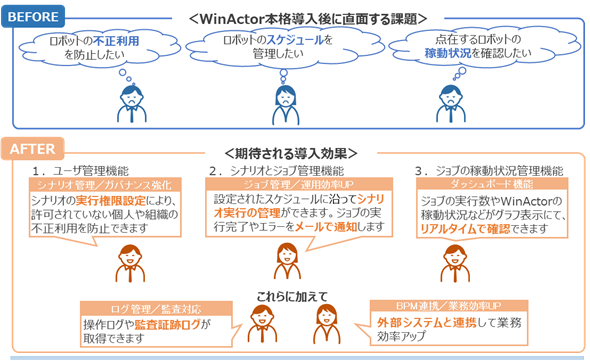 BEFORE
＜WinActor本格導入後に直面する課題＞
ロボットの不正利用
を防止したい
ロボットのスケジュールを
管理したい
点在するロボットの
稼動状況を確認したい
AFTER
＜期待される導入効果＞
１．ユーザ管理機能
シナリオ管理／ガバナンス強化
シナリオの実行権限設定により、
許可されていない個人や組織の
不正利用を防止できます
２．シナリオとジョブ管理機能
ジョブ管理／運用効率UP
設定されたスケジュールに沿ってシナリ
オ実行の管理ができます。ジョブの実
行完了やエラーをメールで通知します
３．ジョブの稼動状況管理機能
ダッシュボード機能
ジョブの実行数やWinActorの
稼動状況などがグラフ表示にて、
リアルタイムで確認できます
これらに加えて
ログ管理／監査対応
操作ログや監査証跡ログが
取得できます
BPM連携／業務効率UP
外部システムと連携して業務
効率アップ